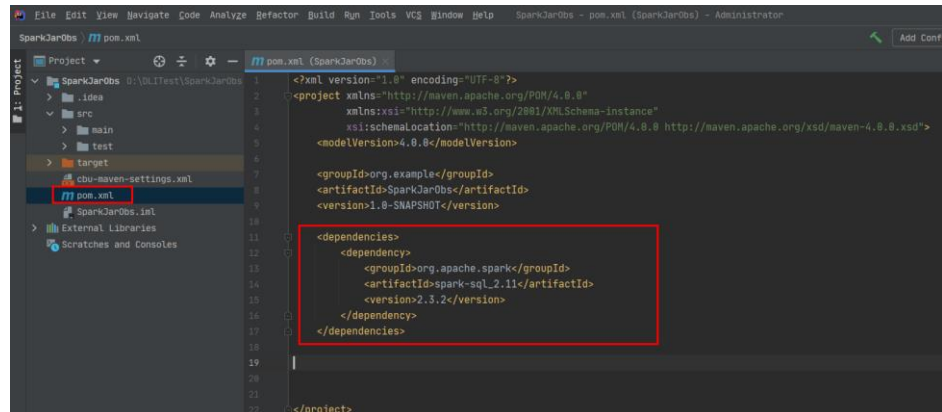 File Edit View Navigate Code Analyze Refactor Build Run Tools VCS Window Help SparkJarObs - pom.xml (SparkJarObs) - Administrator
SparkJarObs pom.xml Add Conf
1: Project
Project
pom.xml (SparkJarObs)
SparkJarObs D:\DLITest\SparkJarObs
.idea
src
main
test
target
cbu-maven-settings.xml
pom.xml
SparkJarObs.iml
External Libraries
Scratches and Consoles
1 <?xml version="1.0" encoding="UTF-8"?>
2 <project xmlns="http://maven.apache.org/POM/4.0.0"
3 xmlns:xsi="http://www.w3.org/2001/XMLSchema-instance"
4 xsi:schemaLocation="http://maven.apache.org/POM/4.0.0 http://maven.apache.org/xsd/maven-4.0.0.xsd">
5 <modelVersion>4.0.0</modelVersion>
6
7 <groupId>org.example</groupId>
8 <artifactId>SparkJarObs</artifactId>
9 <version>1.0-SNAPSHOT</version>
10
11 <dependencies>
12 <dependency>
13 <groupId>org.apache.spark</groupId>
14 <artifactId>spark-sql_2.11</artifactId>
15 <version>2.3.2</version>
16 </dependency>
17 </dependencies>
18
19
20
21
22 </project>